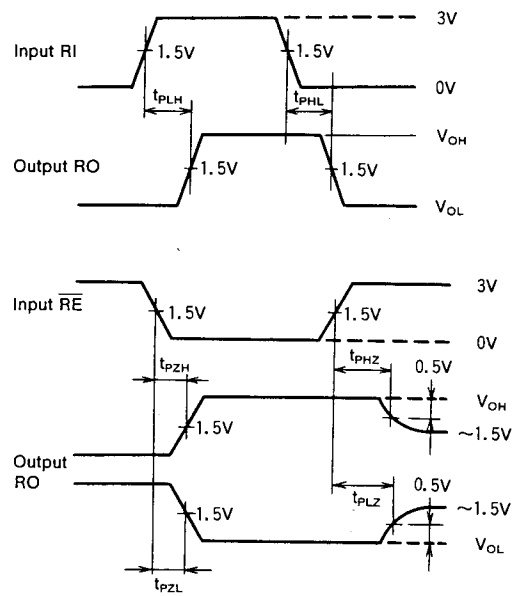 3V
Input RI
1.5V
1.5V
0V
tPLH
tPHL
VOH
Output RO
1.5V
1.5V
VOL
Input R̅E̅
3V
1.5V
1.5V
0V
tPZH
tPHZ
0.5V
VOH
1.5V
~1.5V
Output
RO
0.5V
1.5V
tPLZ
~1.5V
VOL
tPZL